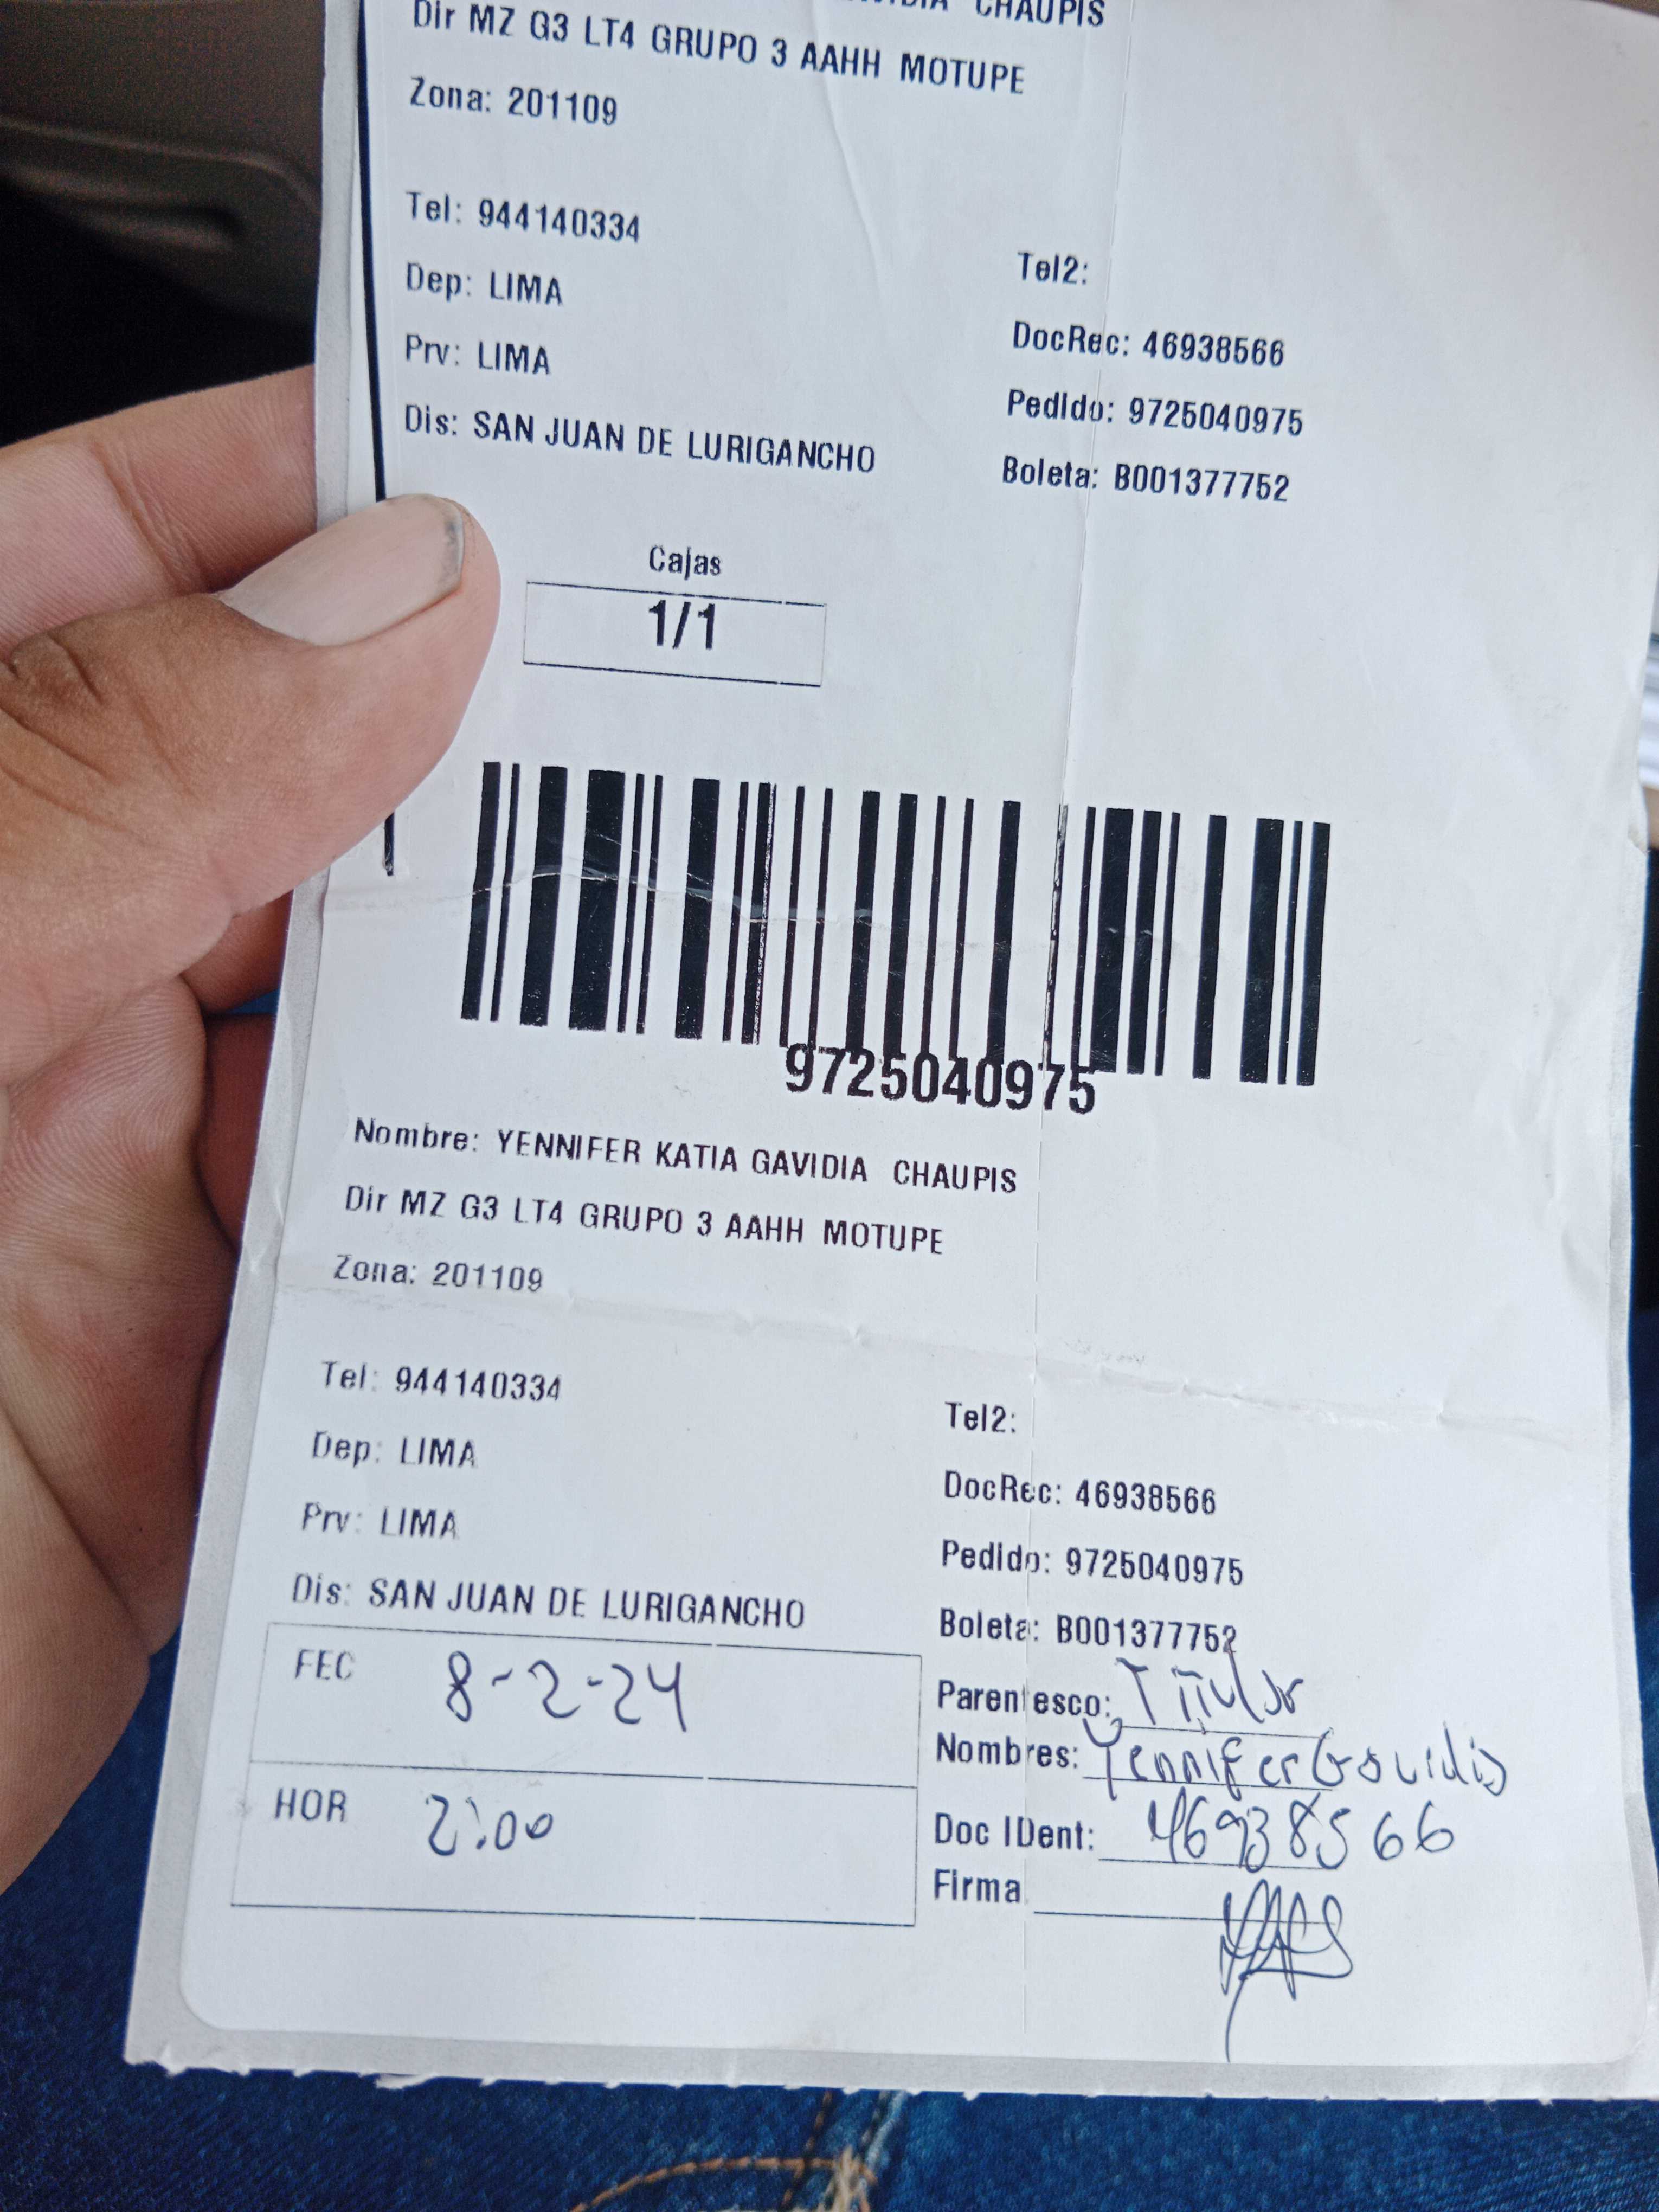 CHAUPIS
Dir MZ G3 LT4 GRUPO 3 AAHH MOTUPE
Zona: 201109
Tel: 944140334
Tel2:
Dep: LIMA
DocRec: 46938566
Prv: LIMA
Pedido: 9725040975
Dis: SAN JUAN DE LURIGANCHO
Boleta: B001377752
Cajas
1/1
9725040975
Nombre: YENNIFER KATIA GAVIDIA CHAUPIS
Dir MZ G3 LT4 GRUPO 3 AAHH MOTUPE
Zona: 201109
Tel: 944140334
Tel2:
Dep: LIMA
DocRec: 46938566
Prv: LIMA
Pedido: 9725040975
Dis: SAN JUAN DE LURIGANCHO
Boleta: B001377752
FEC 8-2-24
Parentesco: Titular
Nombres: Yennifer Gavidia
HOR 2:00
Doc IDent: 46938566
Firma